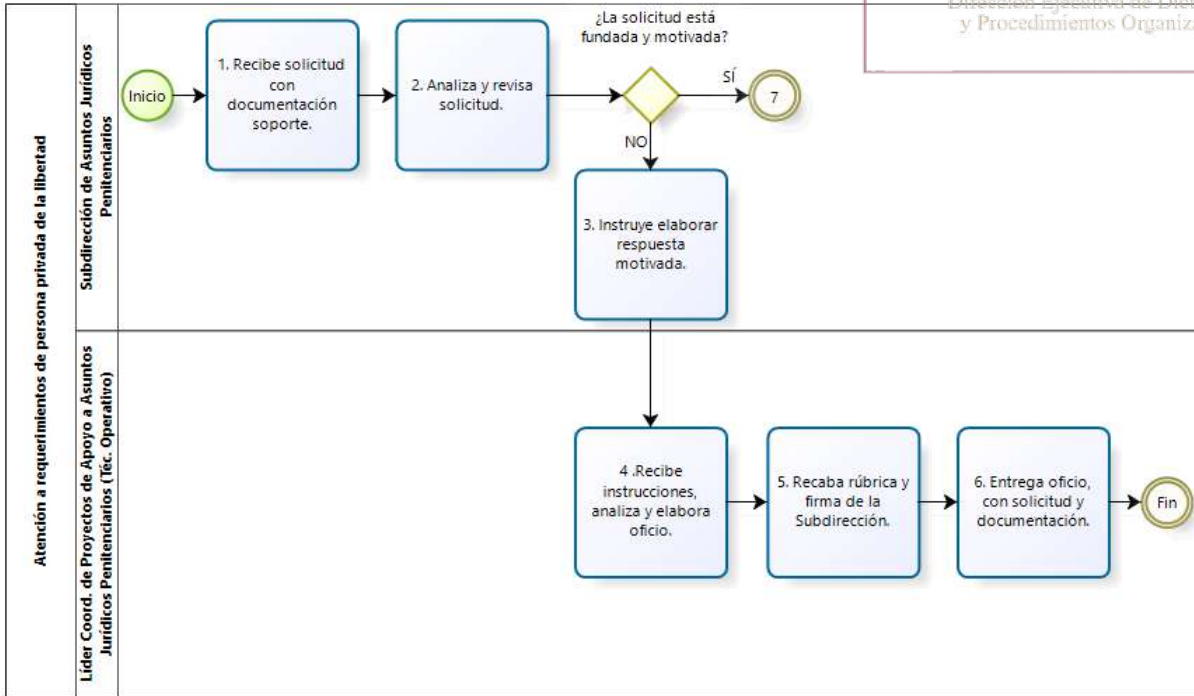 Dirección Ejecutiva de
y Procedimientos
Atención a requerimientos de persona privada de la libertad
Subdirección de Asuntos Jurídicos
Penitenciarios
Inicio
1. Recibe solicitud
con
documentación
soporte.
2. Analiza y revisa
solicitud.
¿La solicitud está
fundada y motivada?
SÍ
7
NO
3. Instruye elaborar
respuesta
motivada.
Líder Coord. de Proyectos de Apoyo a Asuntos
Jurídicos Penitenciarios (Téc. Operativo)
4 .Recibe
instrucciones,
analiza y elabora
oficio.
5. Recaba rúbrica y
firma de la
Subdirección.
6. Entrega oficio,
con solicitud y
documentación.
Fin